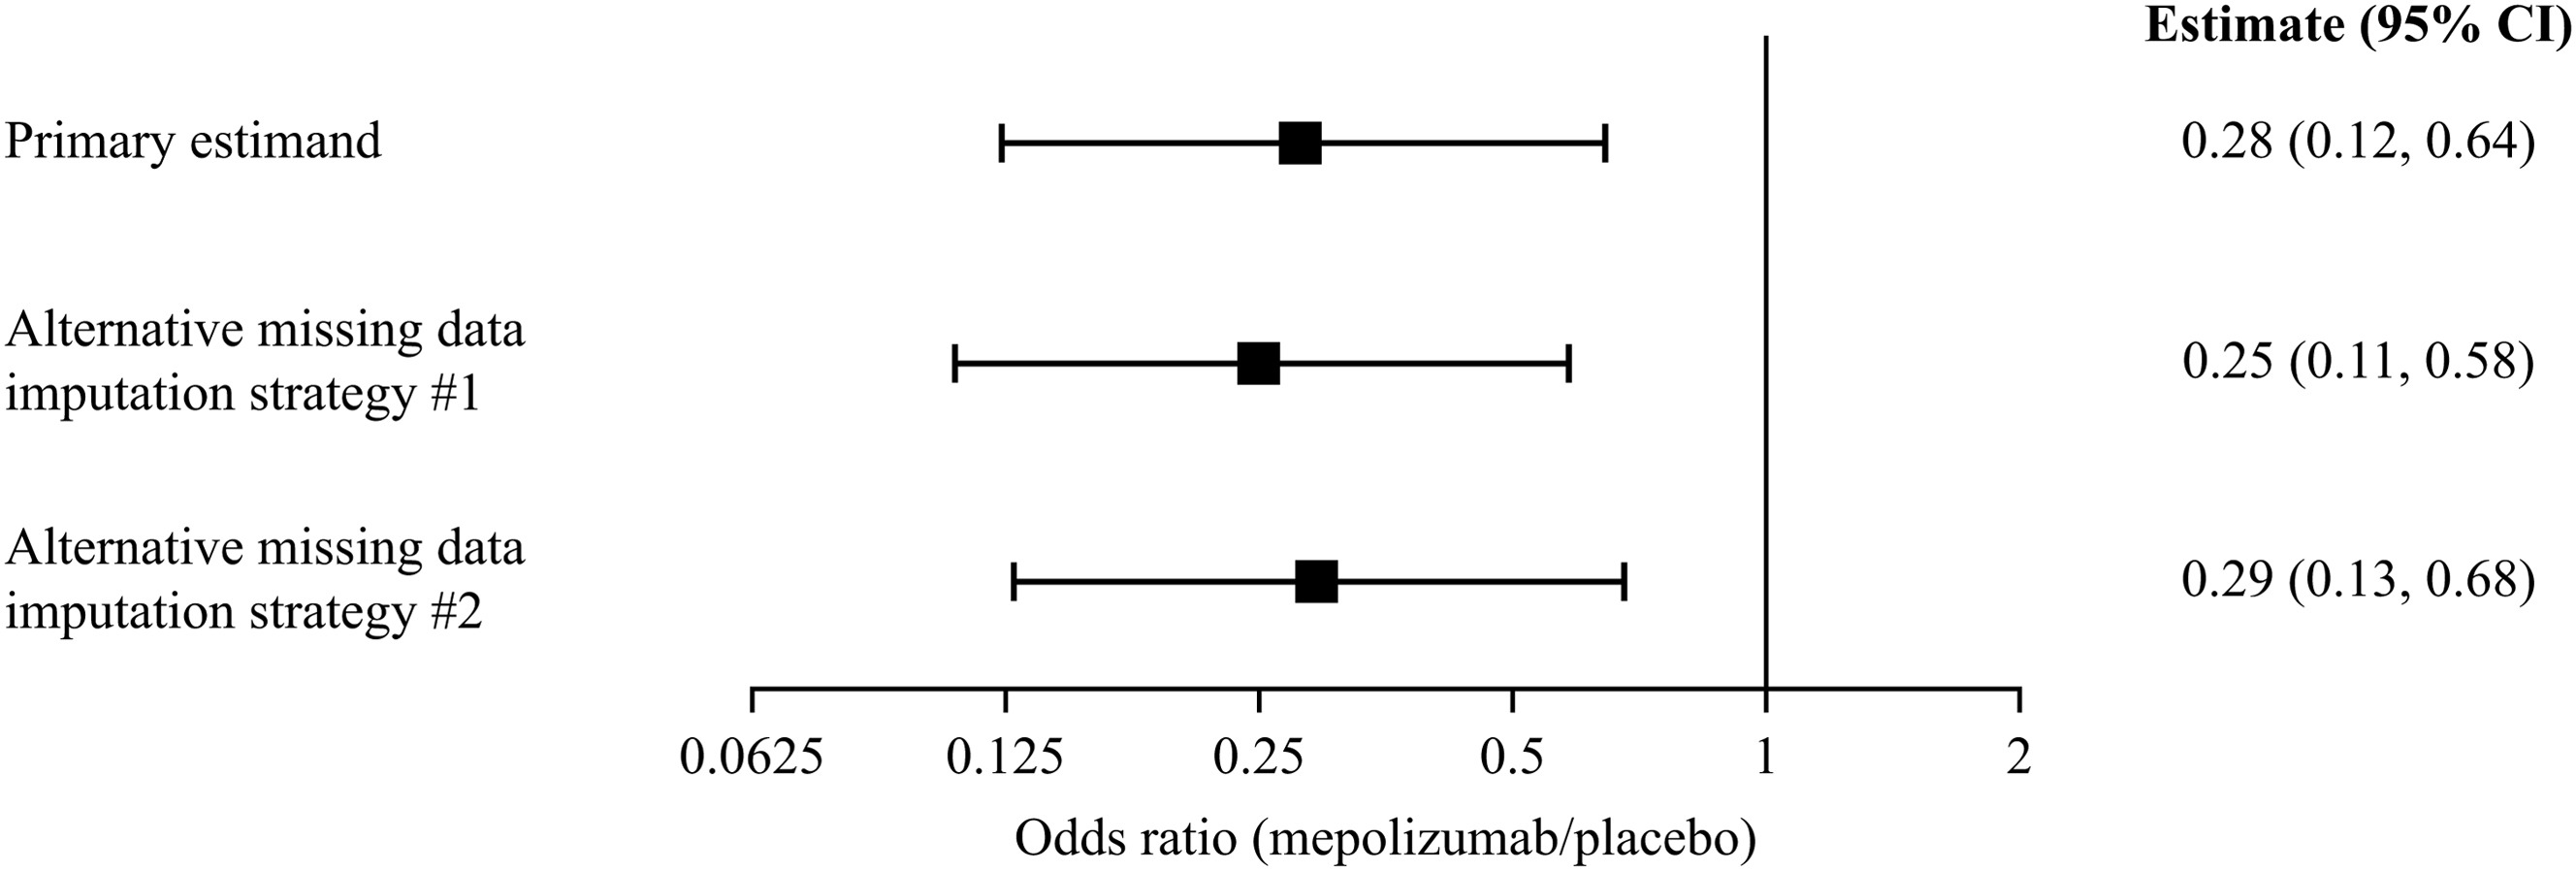 Estimate (95% CI)
Primary estimand
0.28 (0.12, 0.64)
Alternative missing data
imputation strategy #1
0.25 (0.11, 0.58)
Alternative missing data
imputation strategy #2
0.29 (0.13, 0.68)
0.0625 0.125 0.25 0.5 1 2
Odds ratio (mepolizumab/placebo)